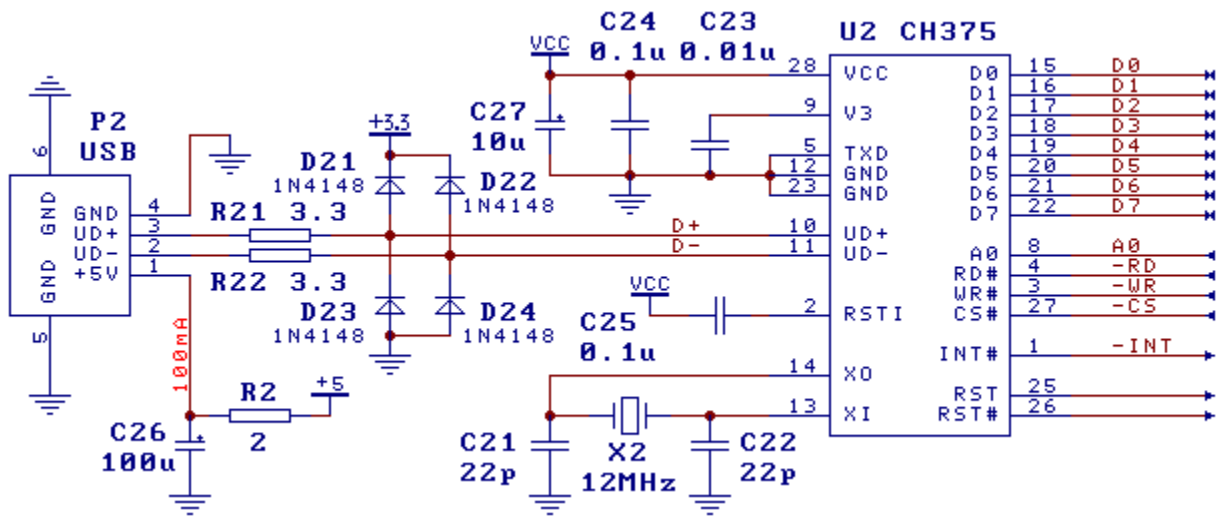 C24 C23
U2 CH375
VCC 0.1u 0.01u
28 VCC D0 15 D0
D1 16 D1
C27 9 V3 D2 17 D2
10u D3 18 D3
+3.3
P2
USB
6
5 TXD D4 19 D4
12 GND D5 20 D5
23 GND D6 21 D6
D7 22 D7
D21
1N4148
D22
1N4148
GND
GND 4
R21 3.3
UD+ 3 D+ 10 UD+
UD- 2 D- 11 UD-
+5V 1
R22 3.3
GND
5
A0 8 A0
RD# 4 -RD
WR# 3 -WR
CS# 27 -CS
D23
1N4148
D24
1N4148
VCC
C25
0.1u
2 RSTI
INT# 1 -INT
100mA
R2
2
+5
14 XO
RST 25
RST# 26
13 XI
C26
100u
C21
22p
X2
12MHz
C22
22p